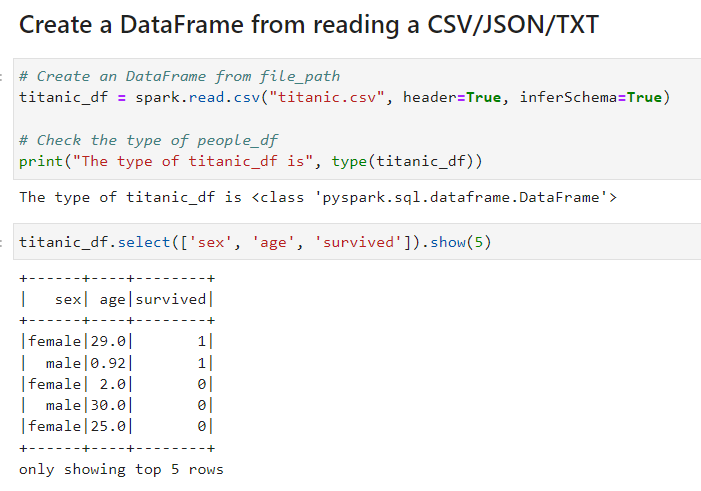 Create a DataFrame from reading a CSV/JSON/TXT
# Create an DataFrame from file_path
titanic_df = spark.read.csv("titanic.csv", header=True, inferSchema=True)
# Check the type of people_df
print("The type of titanic_df is", type(titanic_df))
The type of titanic_df is <class 'pyspark.sql.dataframe.DataFrame'>
titanic_df.select(['sex', 'age', 'survived']).show(5)
+------+----+--------+
|   sex| age|survived|
+------+----+--------+
|female|29.0|       1|
|  male|0.92|       1|
|female| 2.0|       0|
|  male|30.0|       0|
|female|25.0|       0|
+------+----+--------+
only showing top 5 rows